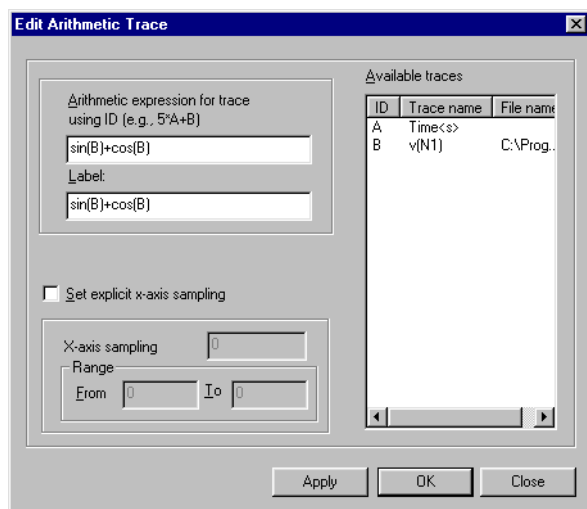 Edit Arithmetic Trace
Arithmetic expression for trace
using ID (e.g., 5*A+B)
sin(B)+cos(B)
Label:
sin(B)+cos(B)
Set explicit x-axis sampling
X-axis sampling 0
Range
From 0 To 0
Available traces
ID Trace name File name
A Time<s>
B v(N1) C:\Prog..
Apply OK Close